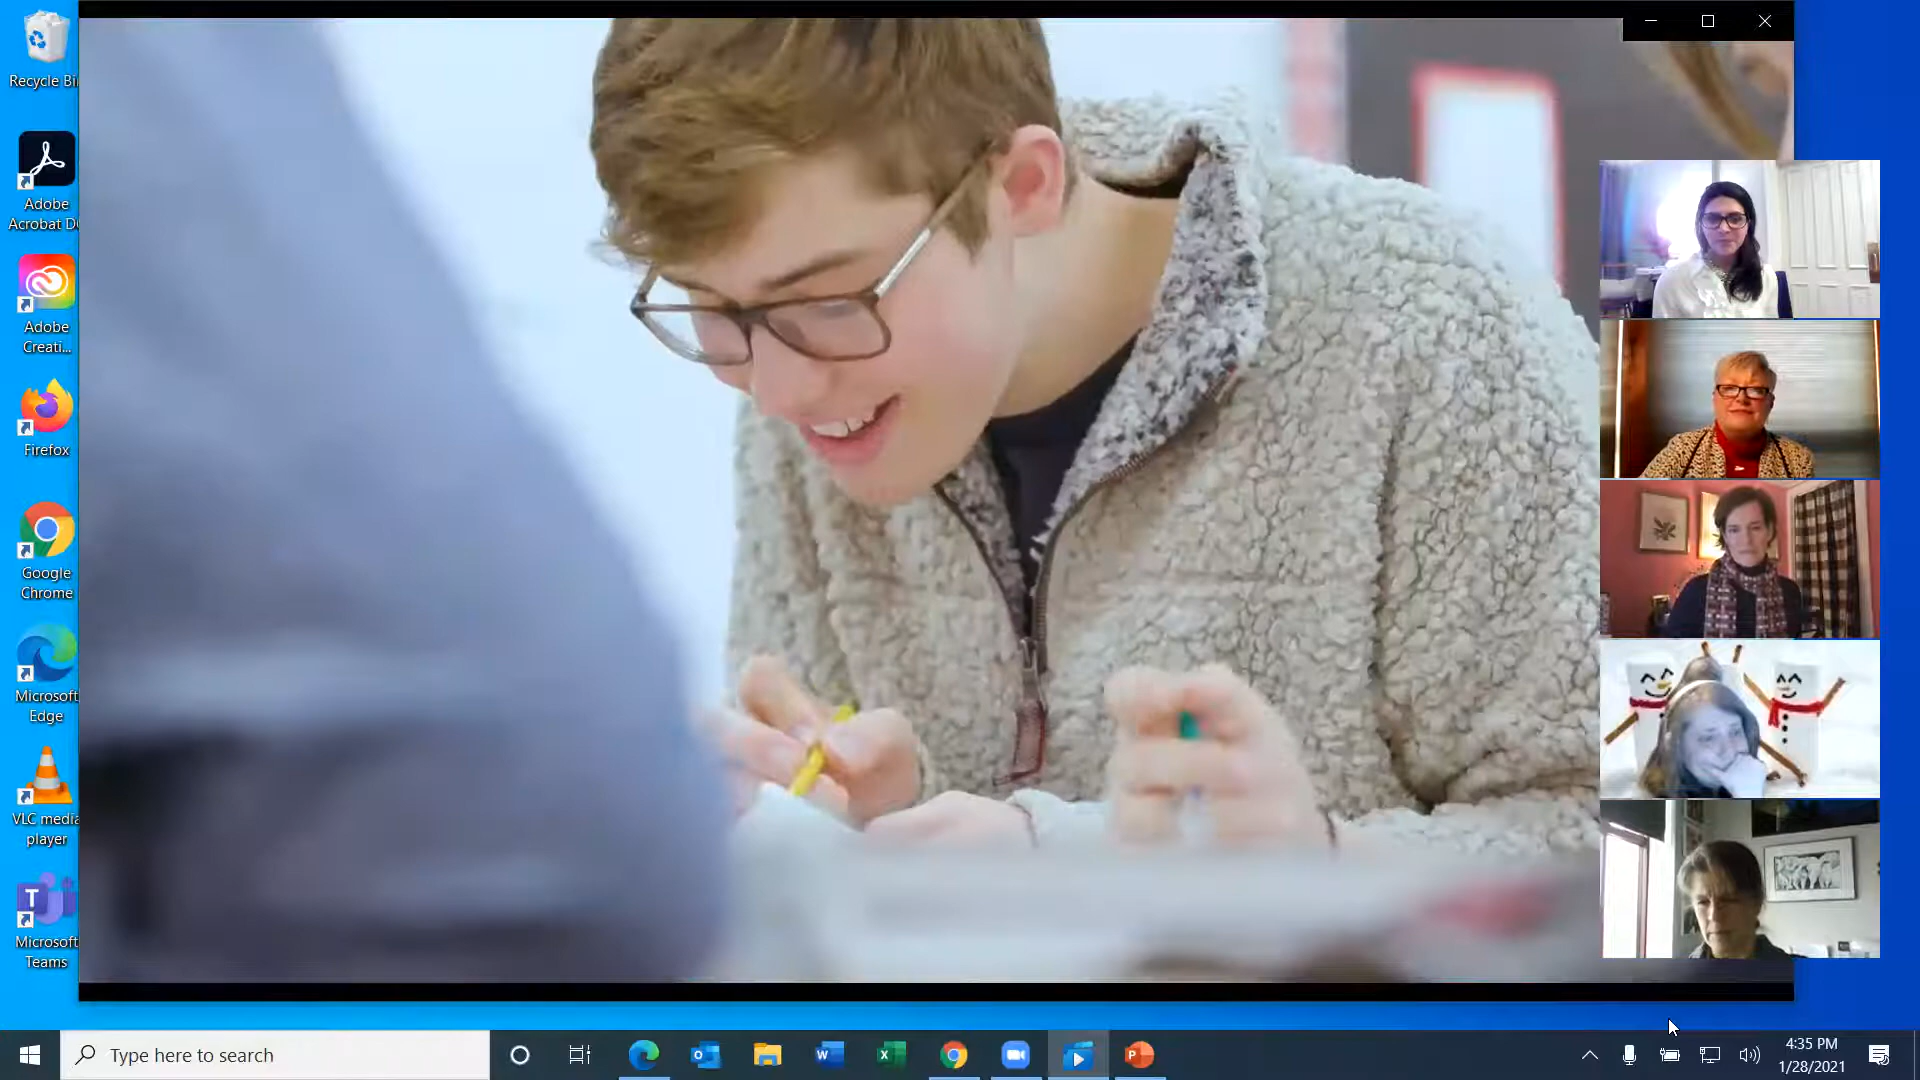 Recycle Bi
Adobe
Acrobat D
Adobe
Creati...
Firefox
Google
Chrome
Microsoft
Edge
VLC media
player
Microsoft
Teams
Type here to search
4:35 PM
1/28/2021